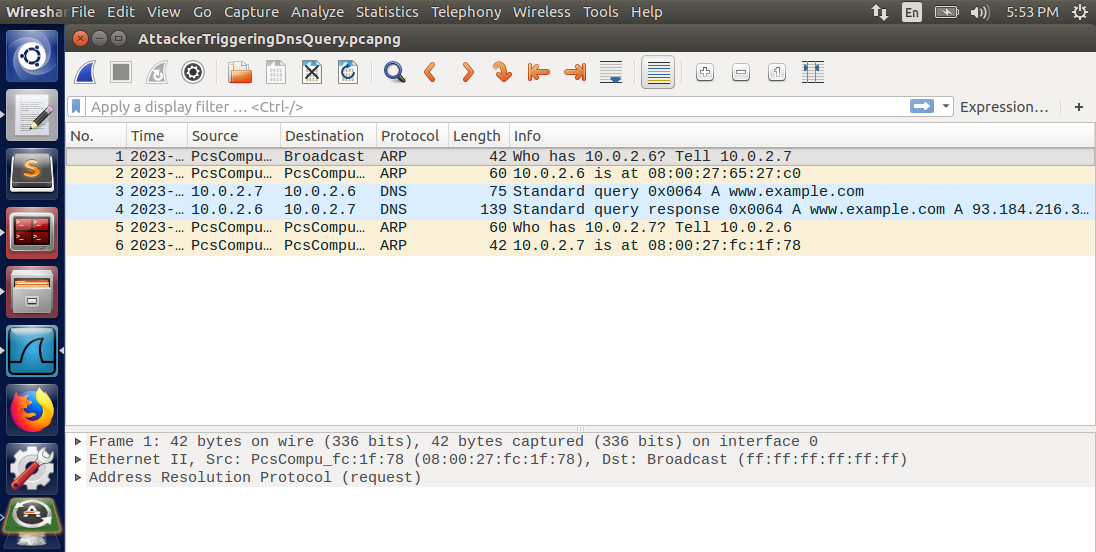 Wireshar File Edit View Go Capture Analyze Statistics Telephony Wireless Tools Help En 5:53 PM
AttackerTriggeringDnsQuery.pcapng
Apply a display filter … <Ctrl-/> Expression… +
No. Time Source Destination Protocol Length Info
1 2023-… PcsCompu… Broadcast ARP 42 Who has 10.0.2.6? Tell 10.0.2.7
2 2023-… PcsCompu… PcsCompu… ARP 60 10.0.2.6 is at 08:00:27:65:27:c0
3 2023-… 10.0.2.7 10.0.2.6 DNS 75 Standard query 0x0064 A www.example.com
4 2023-… 10.0.2.6 10.0.2.7 DNS 139 Standard query response 0x0064 A www.example.com A 93.184.216.3…
5 2023-… PcsCompu… PcsCompu… ARP 60 Who has 10.0.2.7? Tell 10.0.2.6
6 2023-… PcsCompu… PcsCompu… ARP 42 10.0.2.7 is at 08:00:27:fc:1f:78
Frame 1: 42 bytes on wire (336 bits), 42 bytes captured (336 bits) on interface 0
Ethernet II, Src: PcsCompu_fc:1f:78 (08:00:27:fc:1f:78), Dst: Broadcast (ff:ff:ff:ff:ff:ff)
Address Resolution Protocol (request)